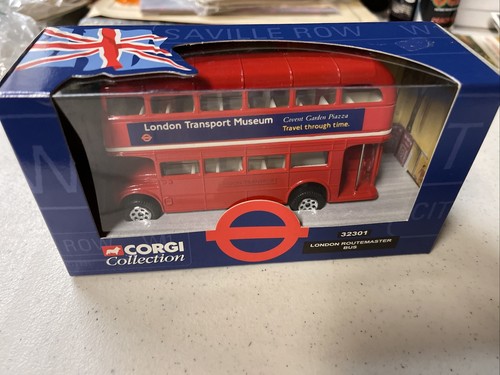 SAVILLE ROW
London Transport Museum
Covent Garden Piazza
Travel through time.
CORGI
Collection
32301
LONDON ROUTEMASTER
BUS